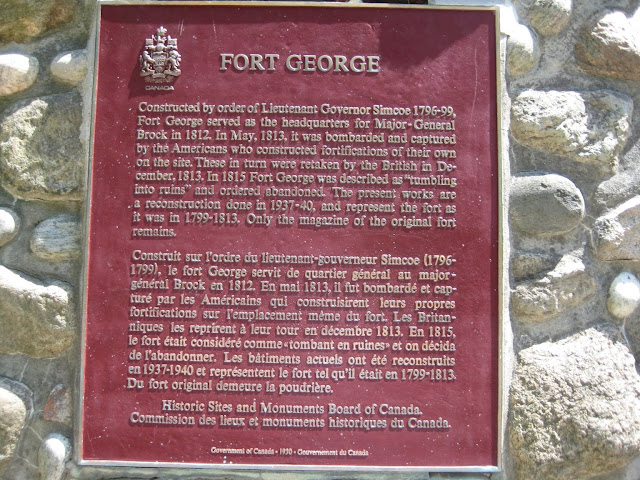 CANADA
FORT GEORGE
Constructed by order of Lieutenant Governor Simcoe 1796-99,
Fort George served as the headquarters for Major-General
Brock in 1812. In May, 1813, it was bombarded and captured
by the Americans who constructed fortifications of their own
on the site. These in turn were retaken by the British in De-
cember, 1813. In 1815 Fort George was described as "tumbling
into ruins" and ordered abandoned. The present works are
a reconstruction done in 1937-40, and represent the fort as
it was in 1799-1813. Only the magazine of the original fort
remains.
Construit sur l'ordre du lieutenant-gouverneur Simcoe (1796-
1799), le fort George servit de quartier général au major-
général Brock en 1812. En mai 1813, il fut bombardé et cap-
turé par les Américains qui construisirent leurs propres
fortifications sur l'emplacement même du fort. Les Britan-
niques les reprirent à leur tour en décembre 1813. En 1815,
le fort était considéré comme «tombant en ruines» et on décida
de l'abandonner. Les bâtiments actuels ont été reconstruits
en 1937-1940 et représentent le fort tel qu'il était en 1799-1813.
Du fort original demeure la poudrière.
Historic Sites and Monuments Board of Canada.
Commission des lieux et monuments historiques du Canada.
Government of Canada - 1930 - Gouvernement du Canada